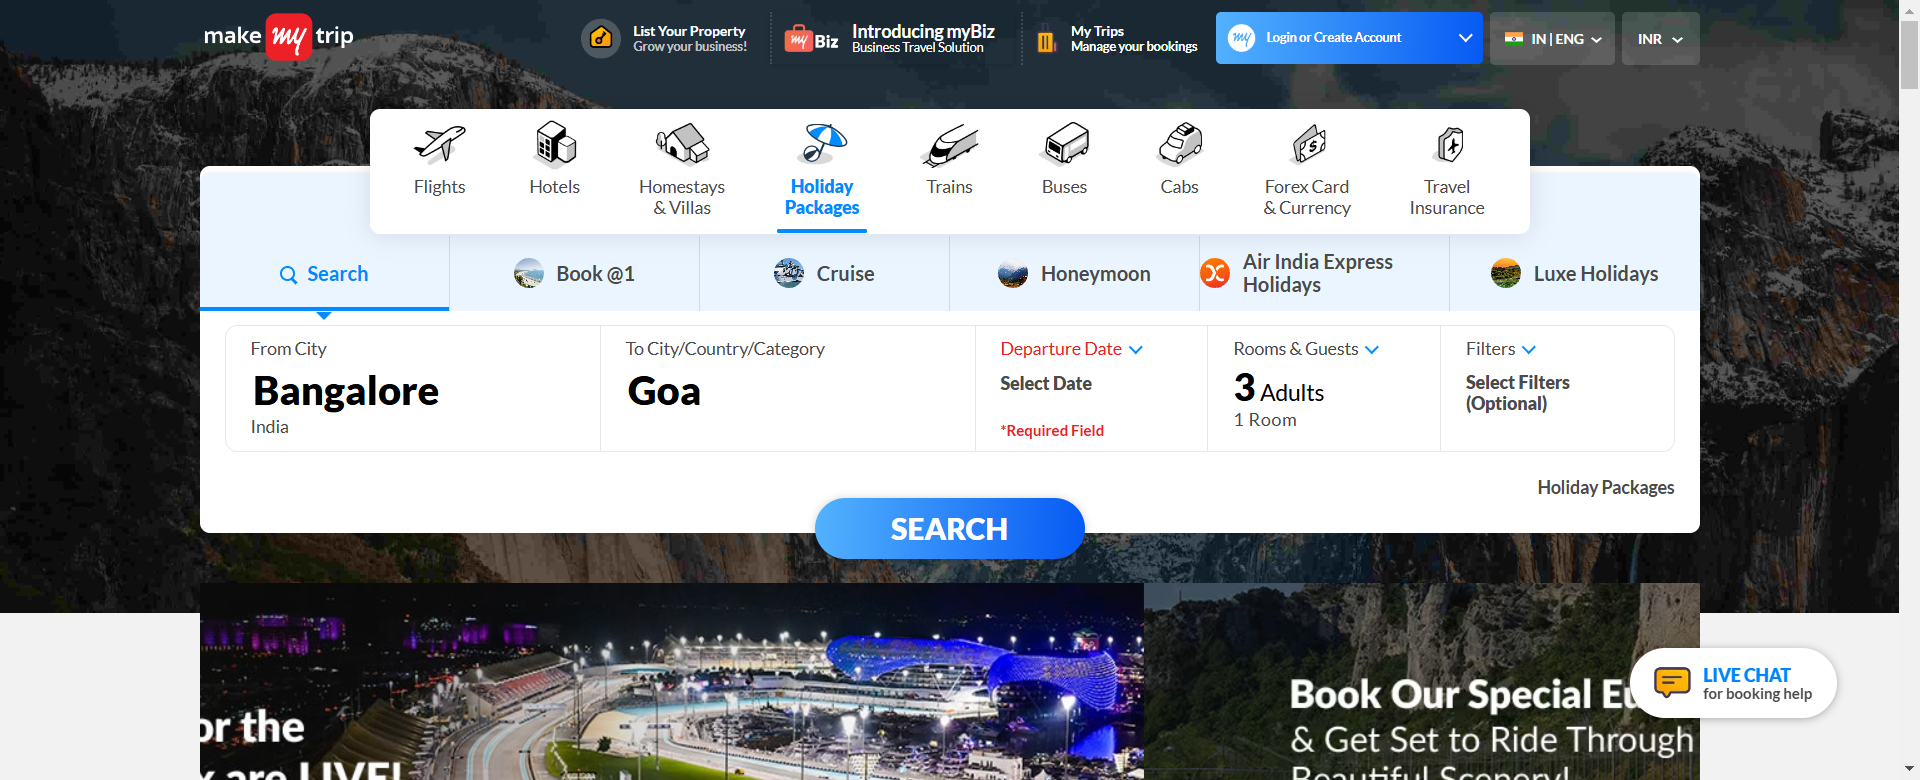 make my trip
List Your Property
Grow your business!
my Biz
Introducing myBiz
Business Travel Solution
My Trips
Manage your bookings
my
Login or Create Account
IN | ENG
INR
Flights
Hotels
Homestays
& Villas
Holiday
Packages
Trains
Buses
Cabs
Forex Card
& Currency
Travel
Insurance
Search
Book @1
Cruise
Honeymoon
Air India Express
Holidays
Luxe Holidays
From City
Bangalore
India
To City/Country/Category
Goa
Departure Date
Select Date
*Required Field
Rooms & Guests
3 Adults
1 Room
Filters
Select Filters
(Optional)
Holiday Packages
SEARCH
or the
are LIVE!
Book Our Special Eu
& Get Set to Ride Through
Beautiful Scenery!
LIVE CHAT
for booking help